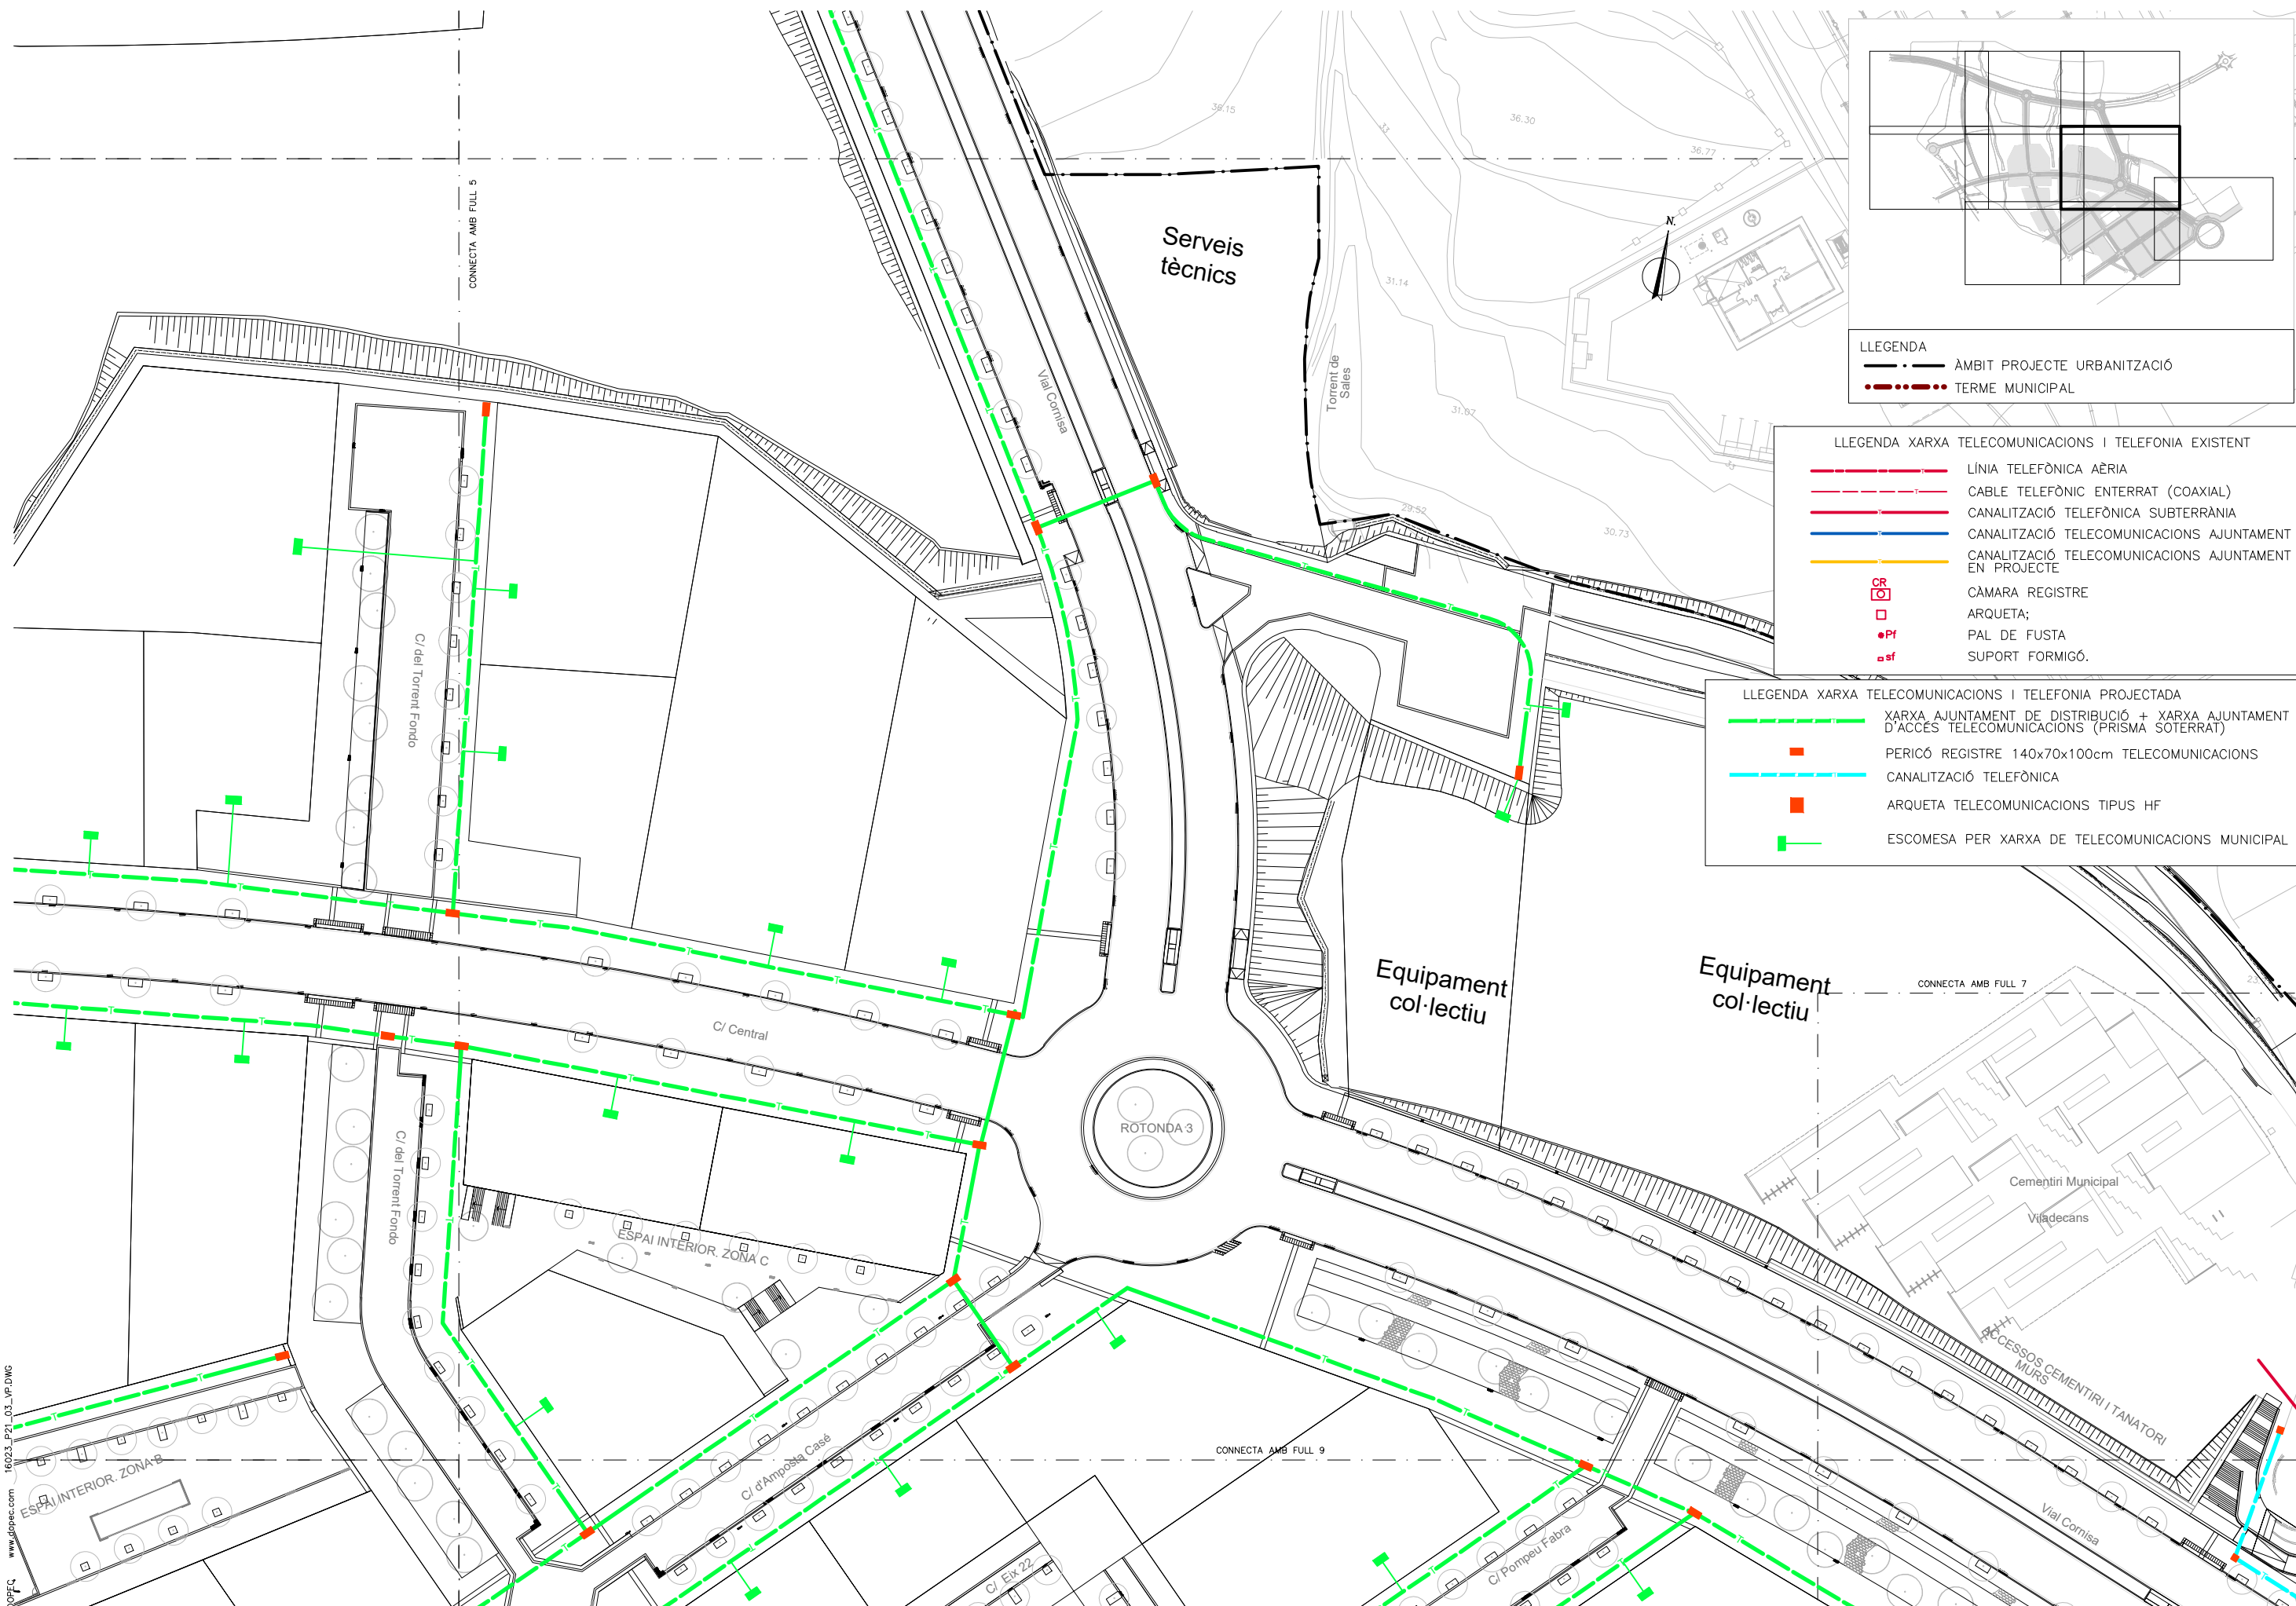 CONNECTA AMB FULL 5
36.15
36.30
33
36.77
N.
Serveis
tècnics
31.14
Torrent de
Sales
31.07
Vial Cornisa
29.52
30.73
33
LLEGENDA
ÀMBIT PROJECTE URBANITZACIÓ
TERME MUNICIPAL
LLEGENDA XARXA TELECOMUNICACIONS I TELEFONIA EXISTENT
LÍNIA TELEFÒNICA AÈRIA
CABLE TELEFÒNIC ENTERRAT (COAXIAL)
CANALITZACIÓ TELEFÒNICA SUBTERRÀNIA
CANALITZACIÓ TELECOMUNICACIONS AJUNTAMENT
CANALITZACIÓ TELECOMUNICACIONS AJUNTAMENT
EN PROJECTE
CR
CÀMARA REGISTRE
ARQUETA;
Pf
PAL DE FUSTA
sf
SUPORT FORMIGÓ.
LLEGENDA XARXA TELECOMUNICACIONS I TELEFONIA PROJECTADA
XARXA AJUNTAMENT DE DISTRIBUCIÓ + XARXA AJUNTAMENT
D'ACCÉS TELECOMUNICACIONS (PRISMA SOTERRAT)
PERICÓ REGISTRE 140x70x100cm TELECOMUNICACIONS
CANALITZACIÓ TELEFÒNICA
ARQUETA TELECOMUNICACIONS TIPUS HF
ESCOMESA PER XARXA DE TELECOMUNICACIONS MUNICIPAL
C/ del Torrent Fondo
C/ Central
Equipament
col·lectiu
Equipament
col·lectiu
CONNECTA AMB FULL 7
ROTONDA 3
C/ del Torrent Fondo
ESPAI INTERIOR, ZONA C
Cementiri Municipal
Viladecans
ACCESSOS CEMENTIRI I TANATORI
MURS
CONNECTA AMB FULL 9
C/ d'Amposta Casé
ESPAI INTERIOR, ZONA B
C/ Eix 22
C/ Pompeu Fabra
Vial Cornisa
DOPEC www.dopec.com 16023_P21_03_VP.DWG